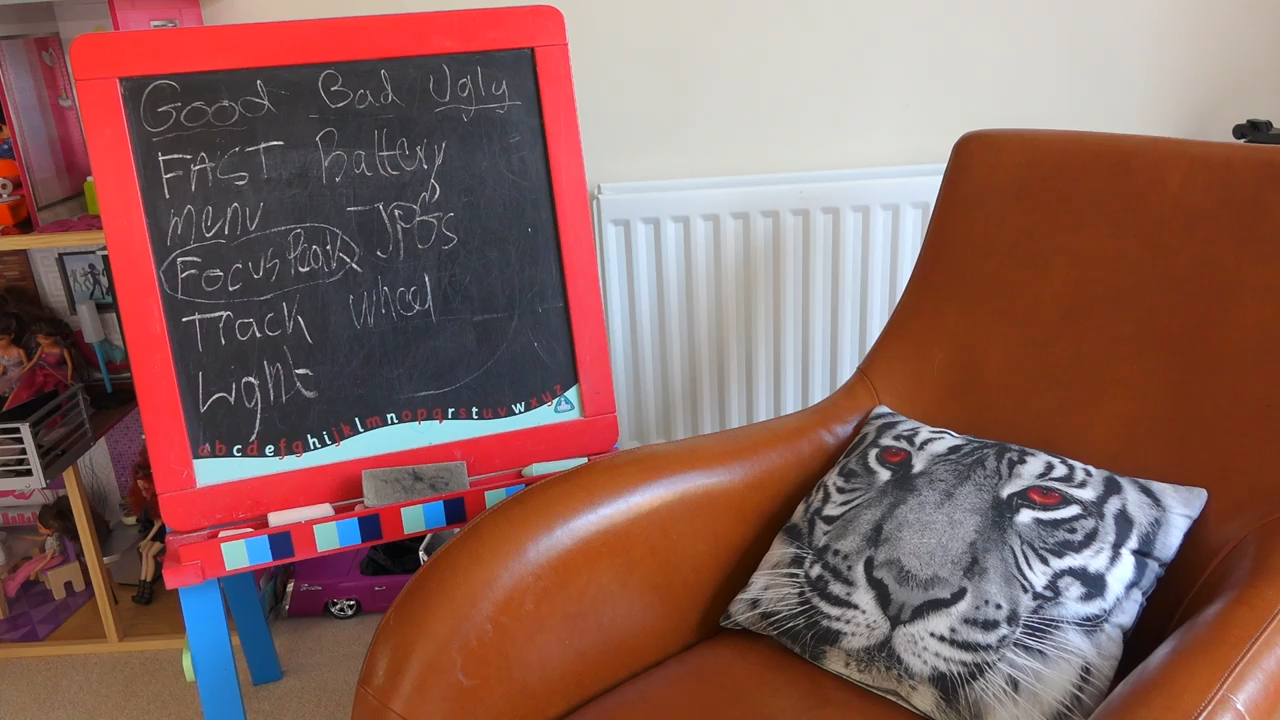 Good Bad Ugly
FAST Battery
menu JPGs
Focus Peak
Track wheel
Light
abcdefghijklmnopqrstuvwxyz